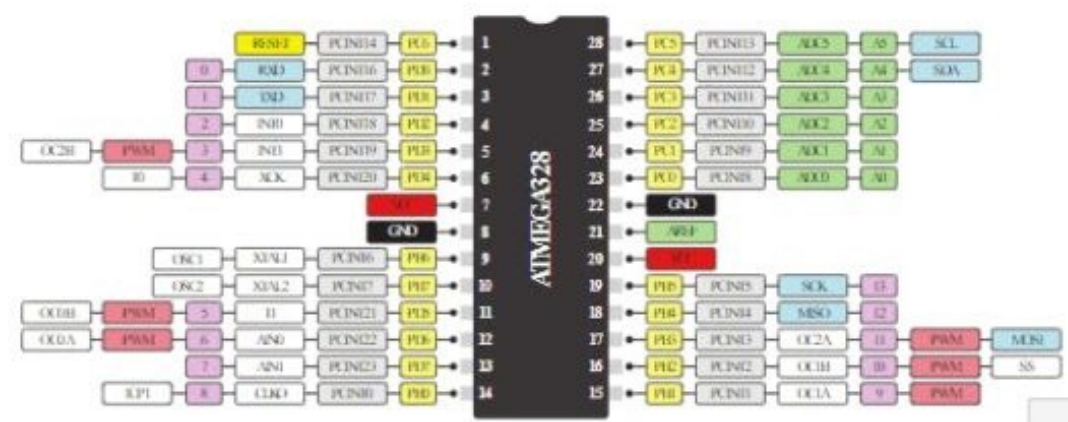 RESET PCINT14 PC6 1 28 PC5 PCINT13 ADC5 A5 SCL
0 RXD PCINT16 PD0 2 27 PC4 PCINT12 ADC4 A4 SDA
1 TXD PCINT17 PD1 3 26 PC3 PCINT11 ADC3 A3
2 INT0 PCINT18 PD2 4 25 PC2 PCINT10 ADC2 A2
OC2B PWM 3 INT1 PCINT19 PD3 5 24 PC1 PCINT9 ADC1 A1
T0 4 XCK PCINT20 PD4 6 23 PC0 PCINT8 ADC0 A0
7 22 GND
GND 8 21 AREF
OSC1 XTAL1 PCINT6 PB6 9 20
OSC2 XTAL2 PCINT7 PB7 10 19 PB5 PCINT5 SCK 13
OC0B PWM 5 T1 PCINT21 PD5 11 18 PB4 PCINT4 MISO 12
OC0A PWM 6 AIN0 PCINT22 PD6 12 17 PB3 PCINT3 OC2A 11 PWM MOSI
7 AIN1 PCINT23 PD7 13 16 PB2 PCINT2 OC1B 10 PWM SS
ICP1 8 CLKO PCINT0 PB0 14 15 PB1 PCINT1 OC1A 9 PWM
ATMEGA328